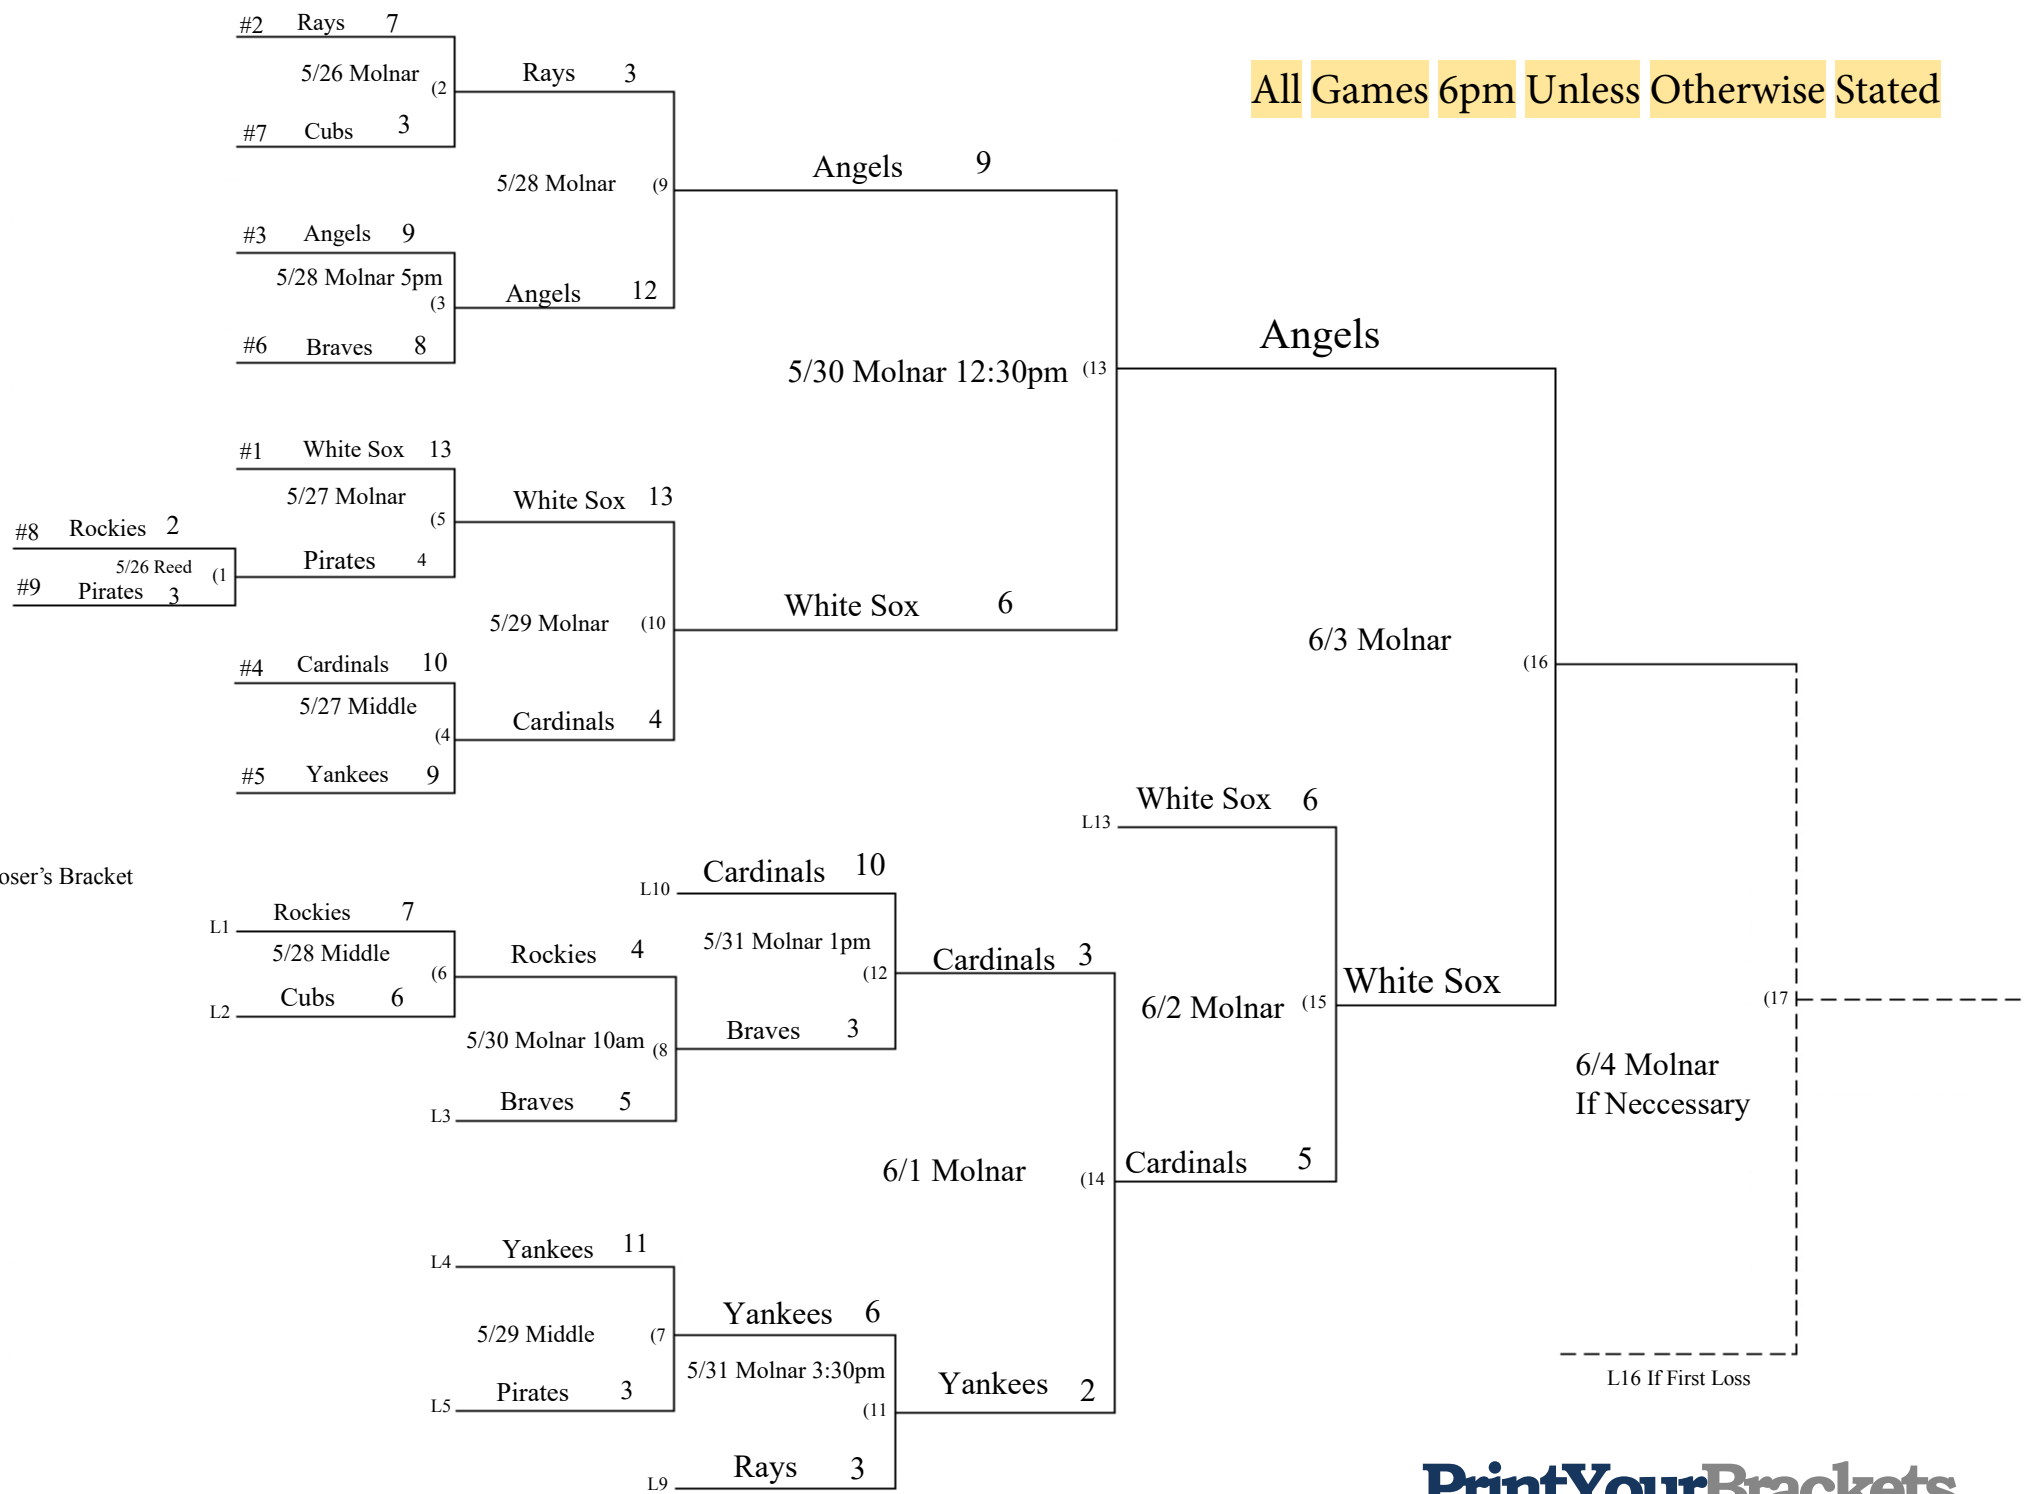 #2 Rays 7
5/26 Molnar (2
#7 Cubs 3
Rays 3
All Games 6pm Unless Otherwise Stated
5/28 Molnar (9
Angels 9
#3 Angels 9
5/28 Molnar 5pm
(3
#6 Braves 8
Angels 12
5/30 Molnar 12:30pm (13
Angels
#1 White Sox 13
5/27 Molnar
(5
White Sox 13
#8 Rockies 2
5/26 Reed (1
#9 Pirates 3
Pirates 4
5/29 Molnar (10
White Sox 6
#4 Cardinals 10
5/27 Middle
(4
#5 Yankees 9
Cardinals 4
6/3 Molnar
(16
oser's Bracket
L13 White Sox 6
L10 Cardinals 10
L1 Rockies 7
5/28 Middle
(6
L2 Cubs 6
Rockies 4
5/31 Molnar 1pm
(12
Cardinals 3
5/30 Molnar 10am (8
Braves 3
6/2 Molnar (15
White Sox
(17
L3 Braves 5
6/4 Molnar
If Neccessary
6/1 Molnar (14
Cardinals 5
L4 Yankees 11
5/29 Middle (7
L5 Pirates 3
Yankees 6
5/31 Molnar 3:30pm
(11
Yankees 2
L9 Rays 3
L16 If First Loss
PrintYourBrackets